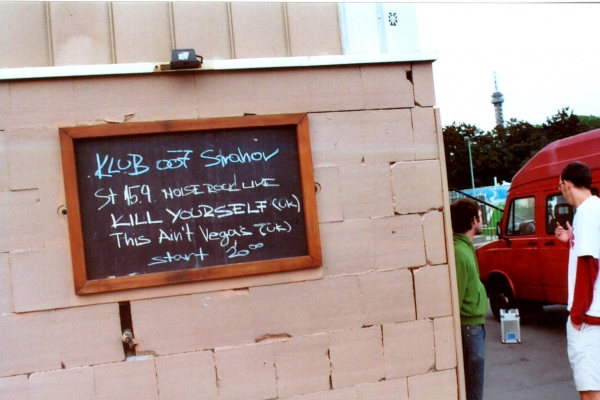 KLUB 007 Strahov
St 15.9. NOISE ROCK LIVE
KILL YOURSELF (UK)
This Ain't Vegas (UK)
start 20⁰⁰